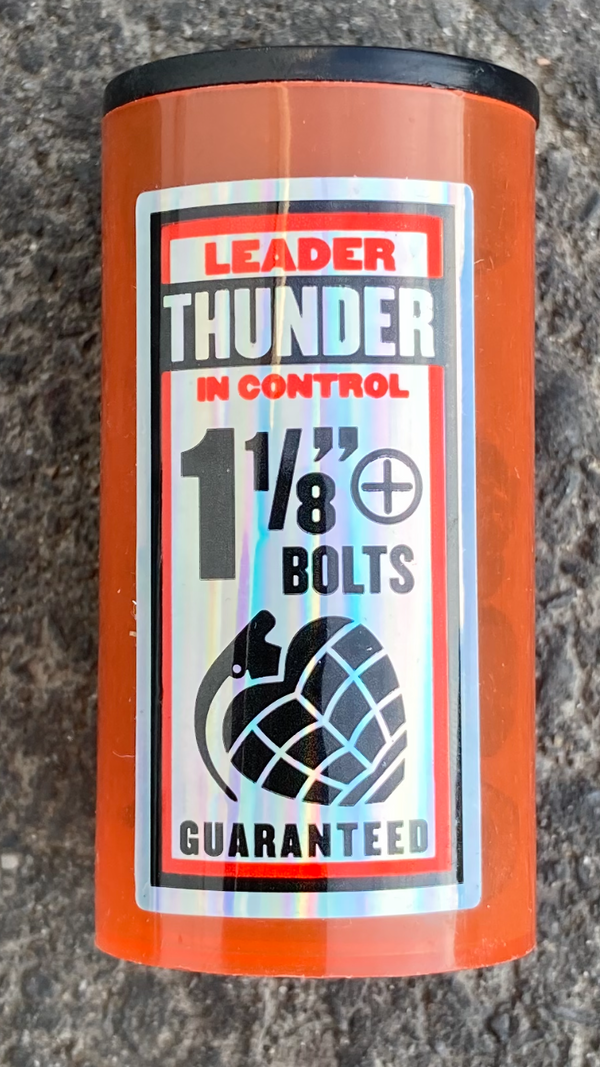 LEADER
THUNDER
IN CONTROL
1 1/8”
BOLTS
GUARANTEED